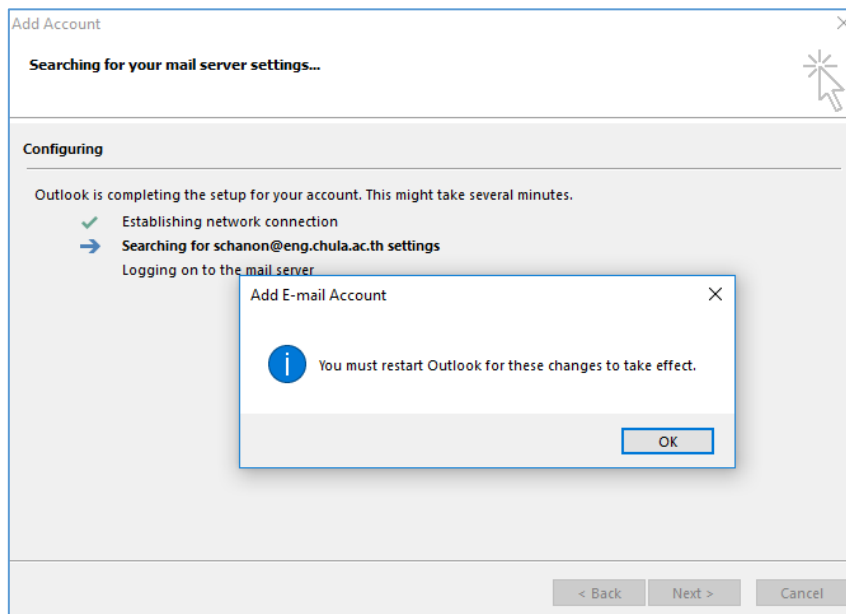 Add Account
Searching for your mail server settings...
Configuring
Outlook is completing the setup for your account. This might take several minutes.
Establishing network connection
Searching for schanon@eng.chula.ac.th settings
Logging on to the mail server
Add E-mail Account
You must restart Outlook for these changes to take effect.
OK
< Back Next > Cancel